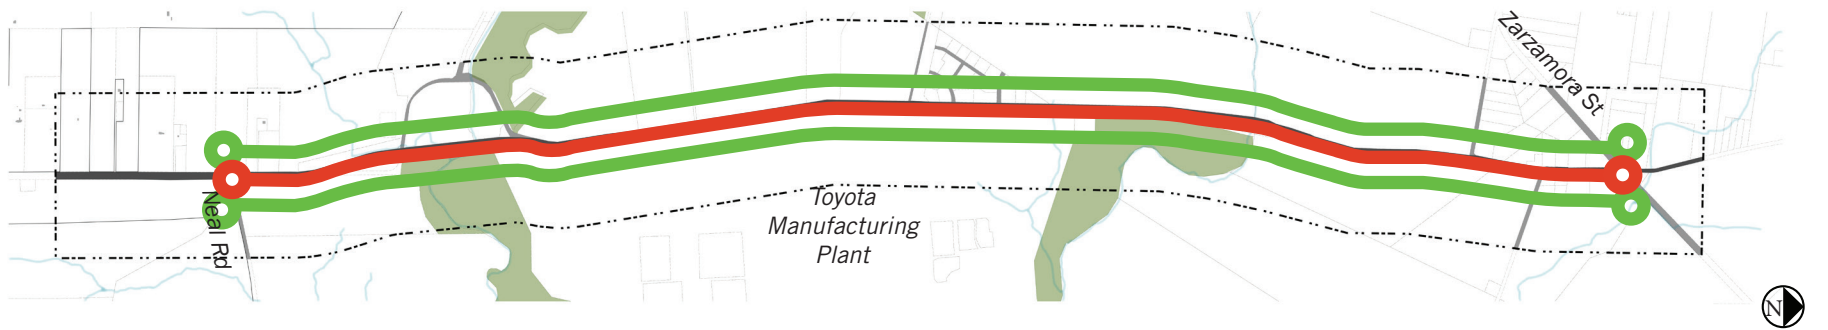 Zarzamora St
Neal Rd
Toyota
Manufacturing
Plant
N